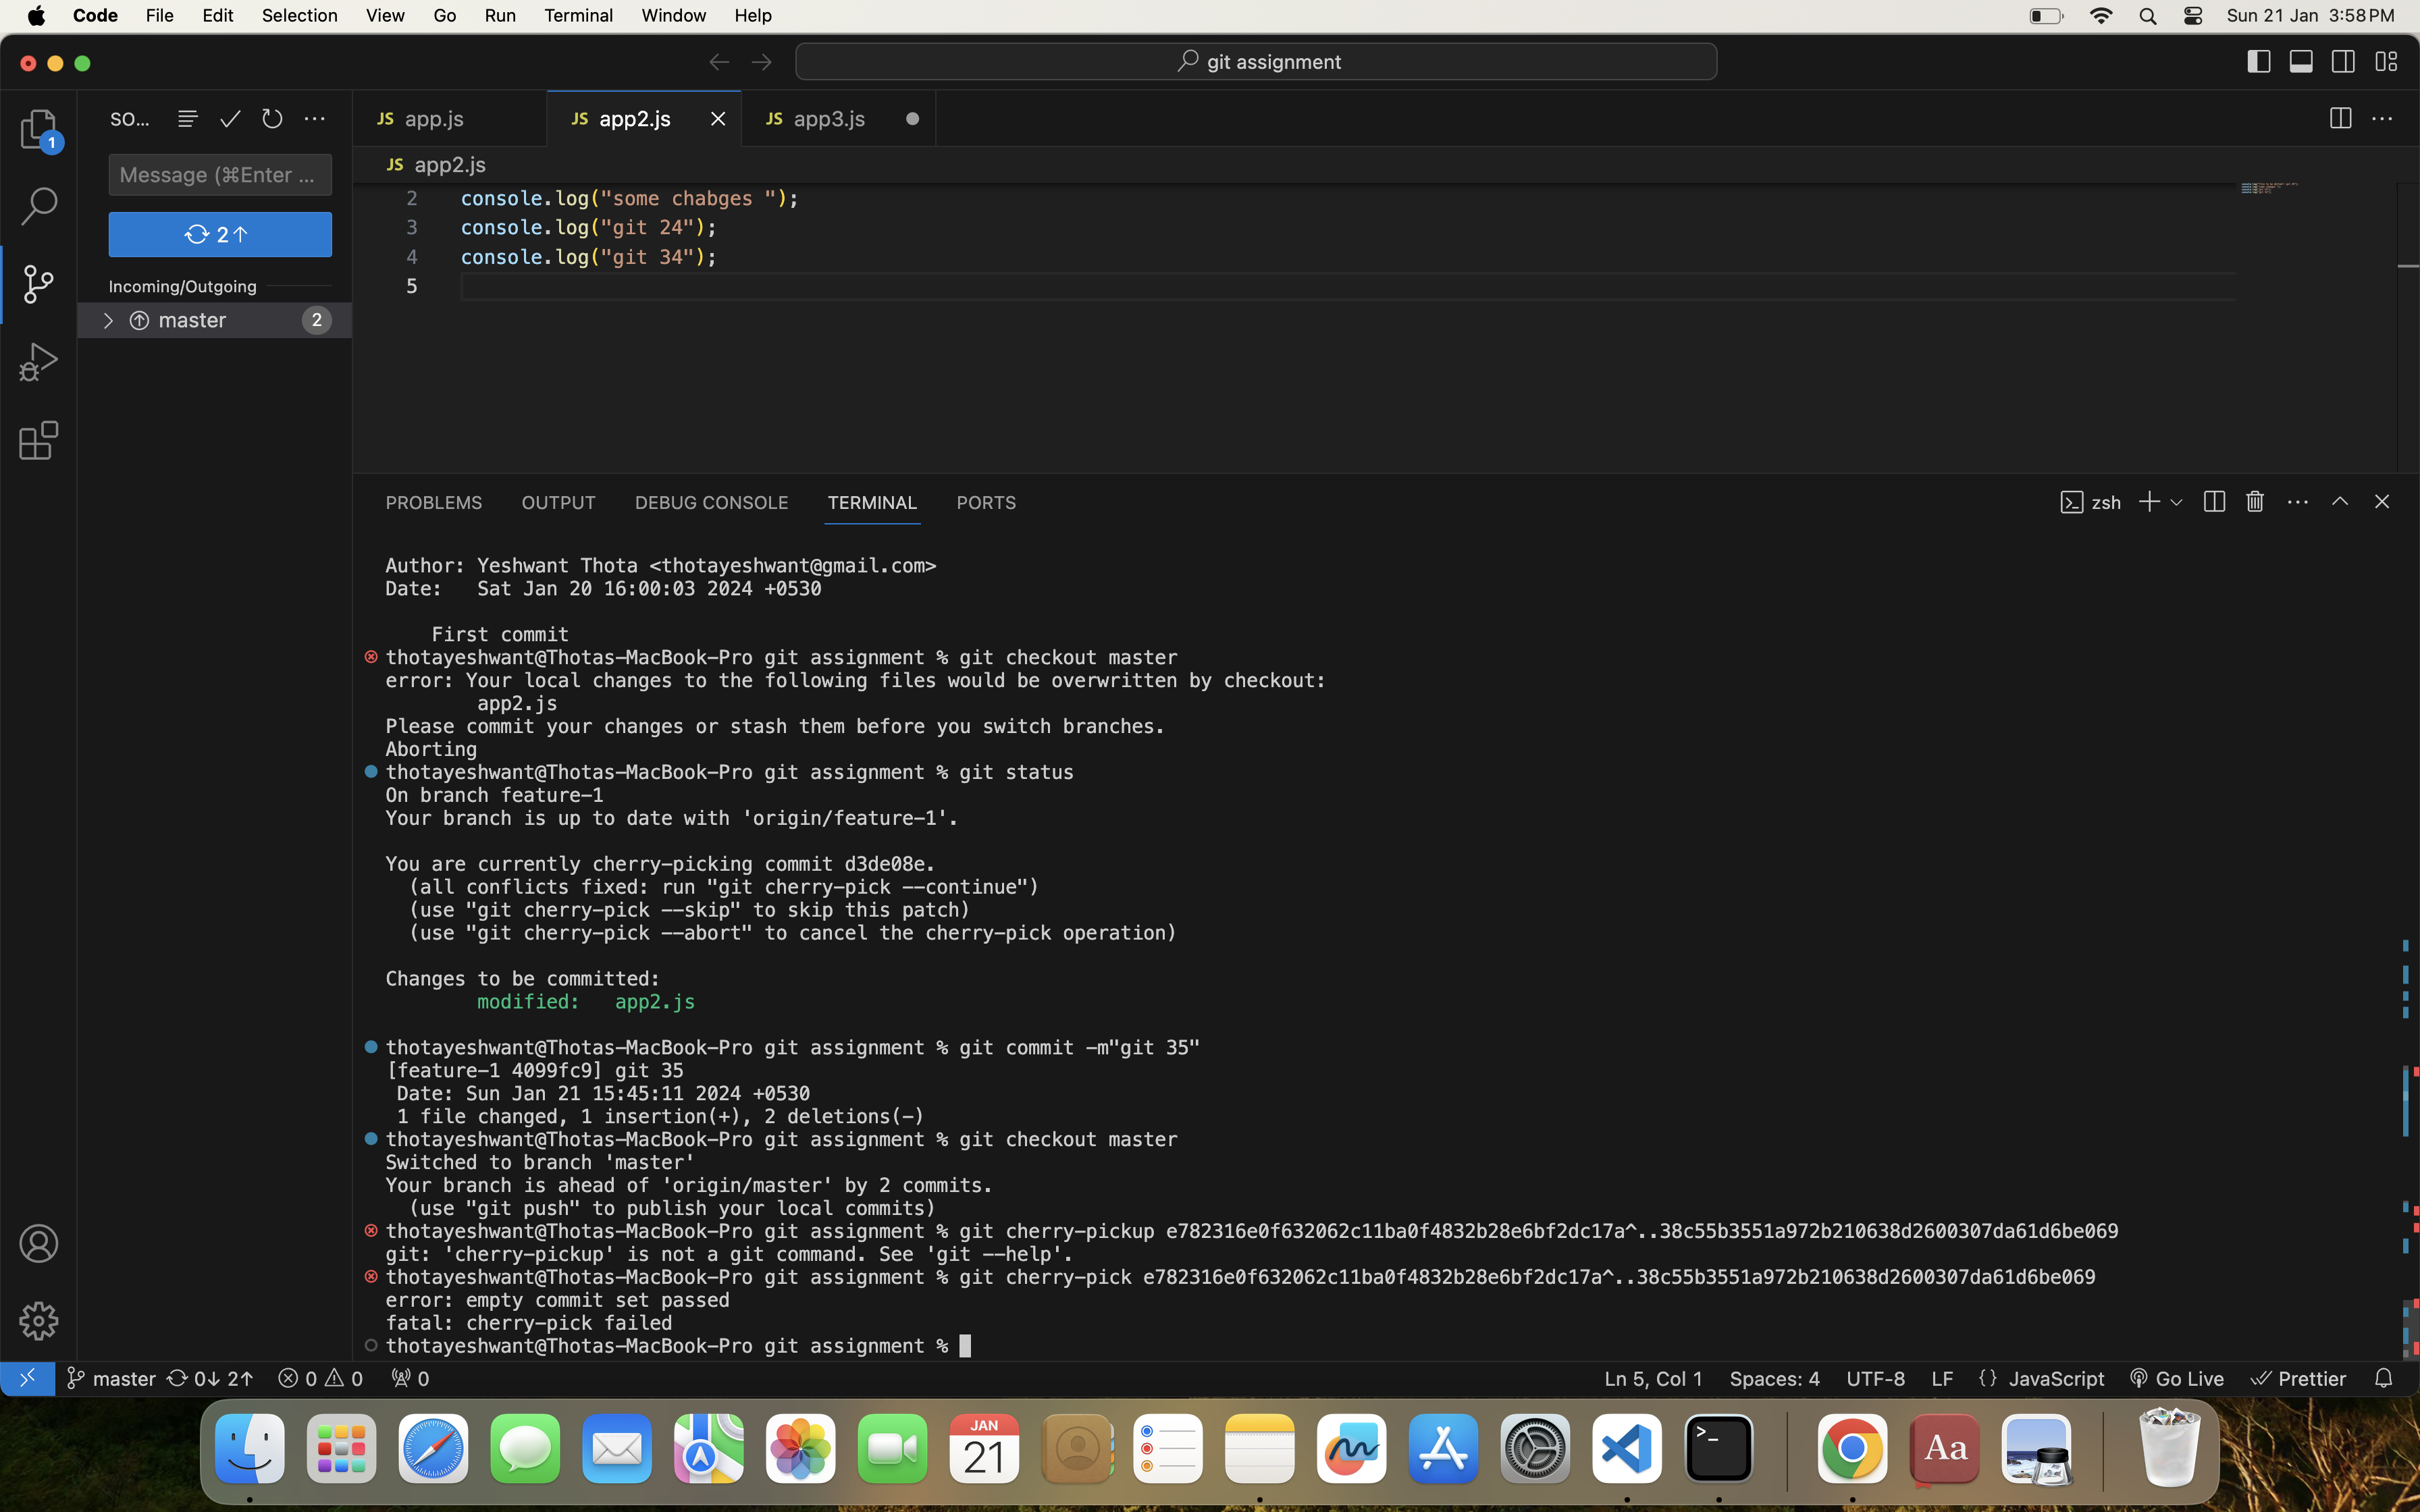 Code File Edit Selection View Go Run Terminal Window Help Sun 21 Jan 3:58 PM
git assignment
SO...
JS app.js JS app2.js JS app3.js
1
Message (⌘Enter ...
JS app2.js
2 console.log("some chabges ");
3 console.log("git 24");
4 console.log("git 34");
5
2↑
Incoming/Outgoing
master 2
PROBLEMS OUTPUT DEBUG CONSOLE TERMINAL PORTS zsh
Author: Yeshwant Thota <thotayeshwant@gmail.com>
Date: Sat Jan 20 16:00:03 2024 +0530
First commit
thotayeshwant@Thotas-MacBook-Pro git assignment % git checkout master
error: Your local changes to the following files would be overwritten by checkout:
app2.js
Please commit your changes or stash them before you switch branches.
Aborting
thotayeshwant@Thotas-MacBook-Pro git assignment % git status
On branch feature-1
Your branch is up to date with 'origin/feature-1'.
You are currently cherry-picking commit d3de08e.
(all conflicts fixed: run "git cherry-pick --continue")
(use "git cherry-pick --skip" to skip this patch)
(use "git cherry-pick --abort" to cancel the cherry-pick operation)
Changes to be committed:
modified: app2.js
thotayeshwant@Thotas-MacBook-Pro git assignment % git commit -m"git 35"
[feature-1 4099fc9] git 35
Date: Sun Jan 21 15:45:11 2024 +0530
1 file changed, 1 insertion(+), 2 deletions(-)
thotayeshwant@Thotas-MacBook-Pro git assignment % git checkout master
Switched to branch 'master'
Your branch is ahead of 'origin/master' by 2 commits.
(use "git push" to publish your local commits)
thotayeshwant@Thotas-MacBook-Pro git assignment % git cherry-pickup e782316e0f632062c11ba0f4832b28e6bf2dc17a^..38c55b3551a972b210638d2600307da61d6be069
git: 'cherry-pickup' is not a git command. See 'git --help'.
thotayeshwant@Thotas-MacBook-Pro git assignment % git cherry-pick e782316e0f632062c11ba0f4832b28e6bf2dc17a^..38c55b3551a972b210638d2600307da61d6be069
error: empty commit set passed
fatal: cherry-pick failed
thotayeshwant@Thotas-MacBook-Pro git assignment %
master 0↓ 2↑ 0 0 0 Ln 5, Col 1 Spaces: 4 UTF-8 LF {} JavaScript Go Live Prettier
JAN
21
>_
Aa